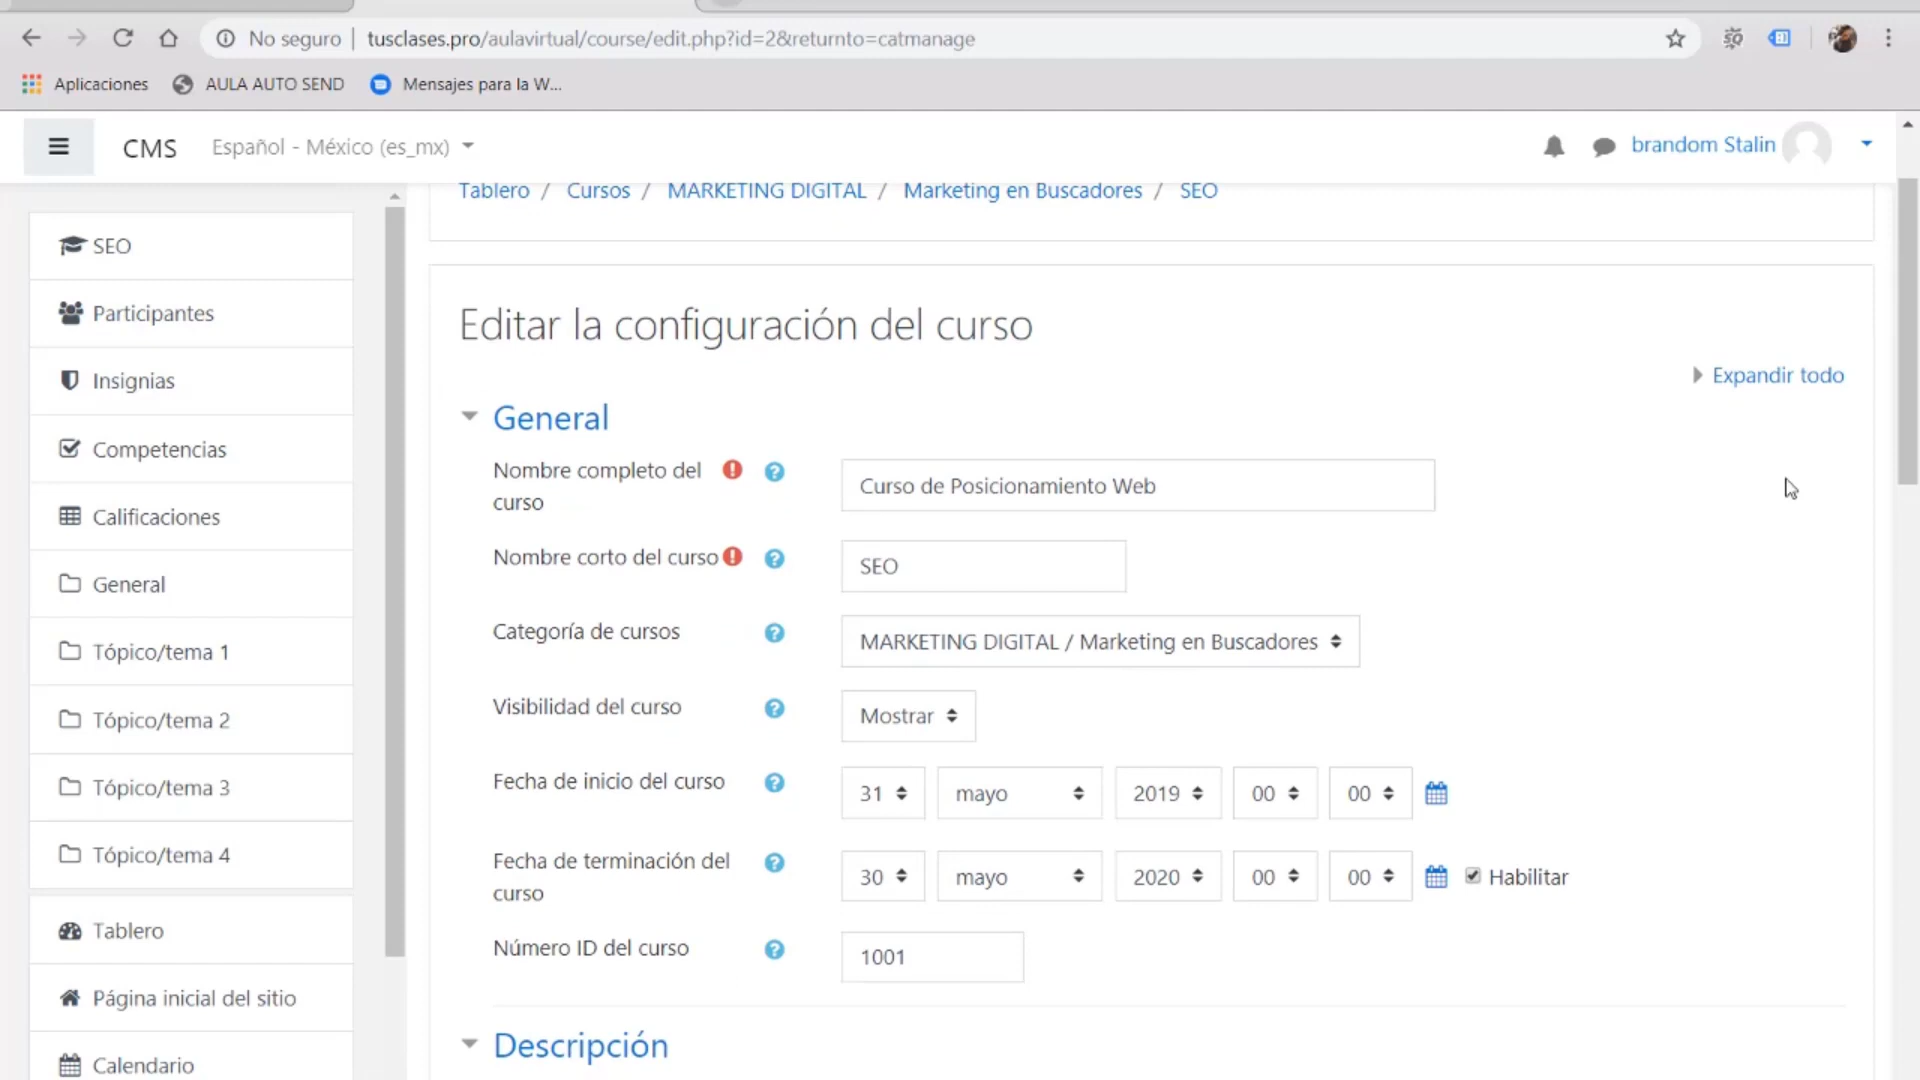 No seguro | tusclases.pro/aulavirtual/course/edit.php?id=2&returnto=catmanage
Aplicaciones AULA AUTO SEND Mensajes para la W...
CMS Español - México (es_mx) brandom Stalin
Tablero / Cursos / MARKETING DIGITAL / Marketing en Buscadores / SEO
SEO
Participantes
Insignias
Competencias
Calificaciones
General
Tópico/tema 1
Tópico/tema 2
Tópico/tema 3
Tópico/tema 4
Tablero
Página inicial del sitio
Calendario
Editar la configuración del curso
Expandir todo
General
Nombre completo del
curso
Curso de Posicionamiento Web
Nombre corto del curso SEO
Categoría de cursos MARKETING DIGITAL / Marketing en Buscadores
Visibilidad del curso Mostrar
Fecha de inicio del curso 31 mayo 2019 00 00
Fecha de terminación del
curso
30 mayo 2020 00 00 Habilitar
Número ID del curso 1001
Descripción